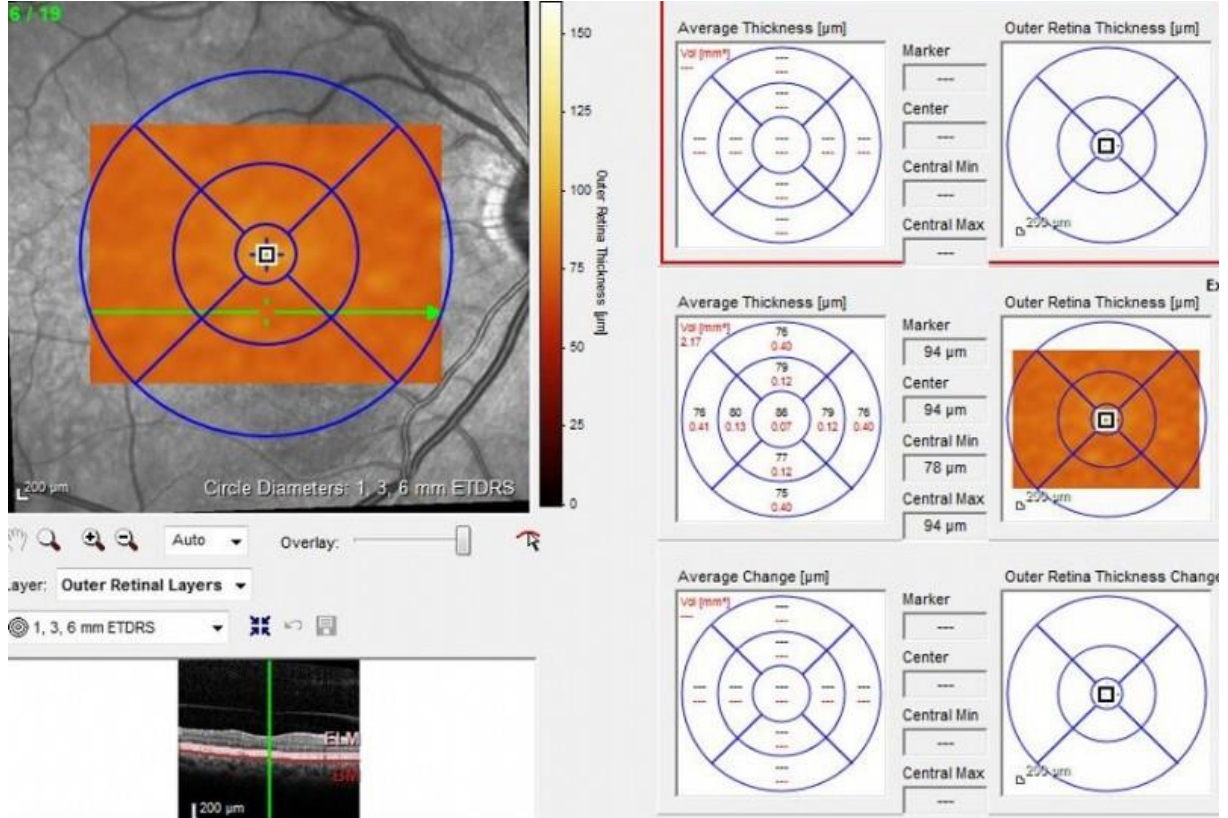 6 / 19
150
125
100
75
50
25
0
Outer Retina Thickness [µm]
200 µm
Circle Diameters: 1, 3, 6 mm ETDRS
Auto
Overlay:
Layer: Outer Retinal Layers
1, 3, 6 mm ETDRS
ELM
BM
200 µm
Average Thickness [µm]
Vol [mm³]
---
---
---
---
---
--- --- --- --- ---
--- --- --- --- ---
---
---
---
---
Marker
---
Center
---
Central Min
---
Central Max
---
Outer Retina Thickness [µm]
200 µm
Ex
Average Thickness [µm]
Vol [mm³]
2.17
76
0.40
79
0.12
76 80 86 79 76
0.41 0.13 0.07 0.12 0.40
77
0.12
75
0.40
Marker
94 µm
Center
94 µm
Central Min
78 µm
Central Max
94 µm
Outer Retina Thickness [µm]
200 µm
Average Change [µm]
Vol [mm³]
---
---
---
---
---
--- --- --- --- ---
--- --- --- --- ---
---
---
---
---
Marker
---
Center
---
Central Min
---
Central Max
---
Outer Retina Thickness Change
200 µm